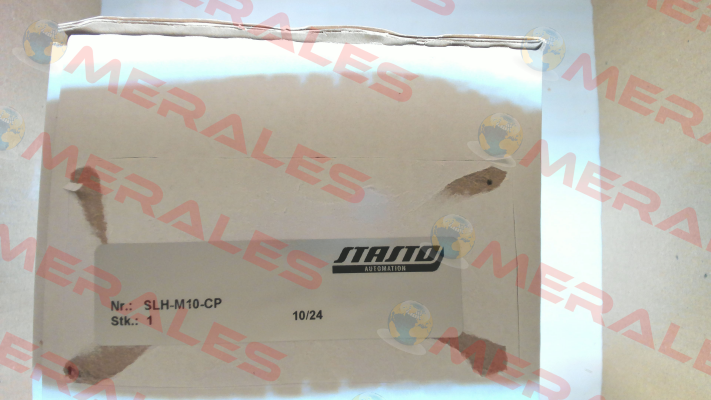 STASTO
AUTOMATION
Nr.: SLH-M10-CP
Stk.: 1 10/24
MERALES
MERALES
MERALES
MERALES
MERALES
MERALES